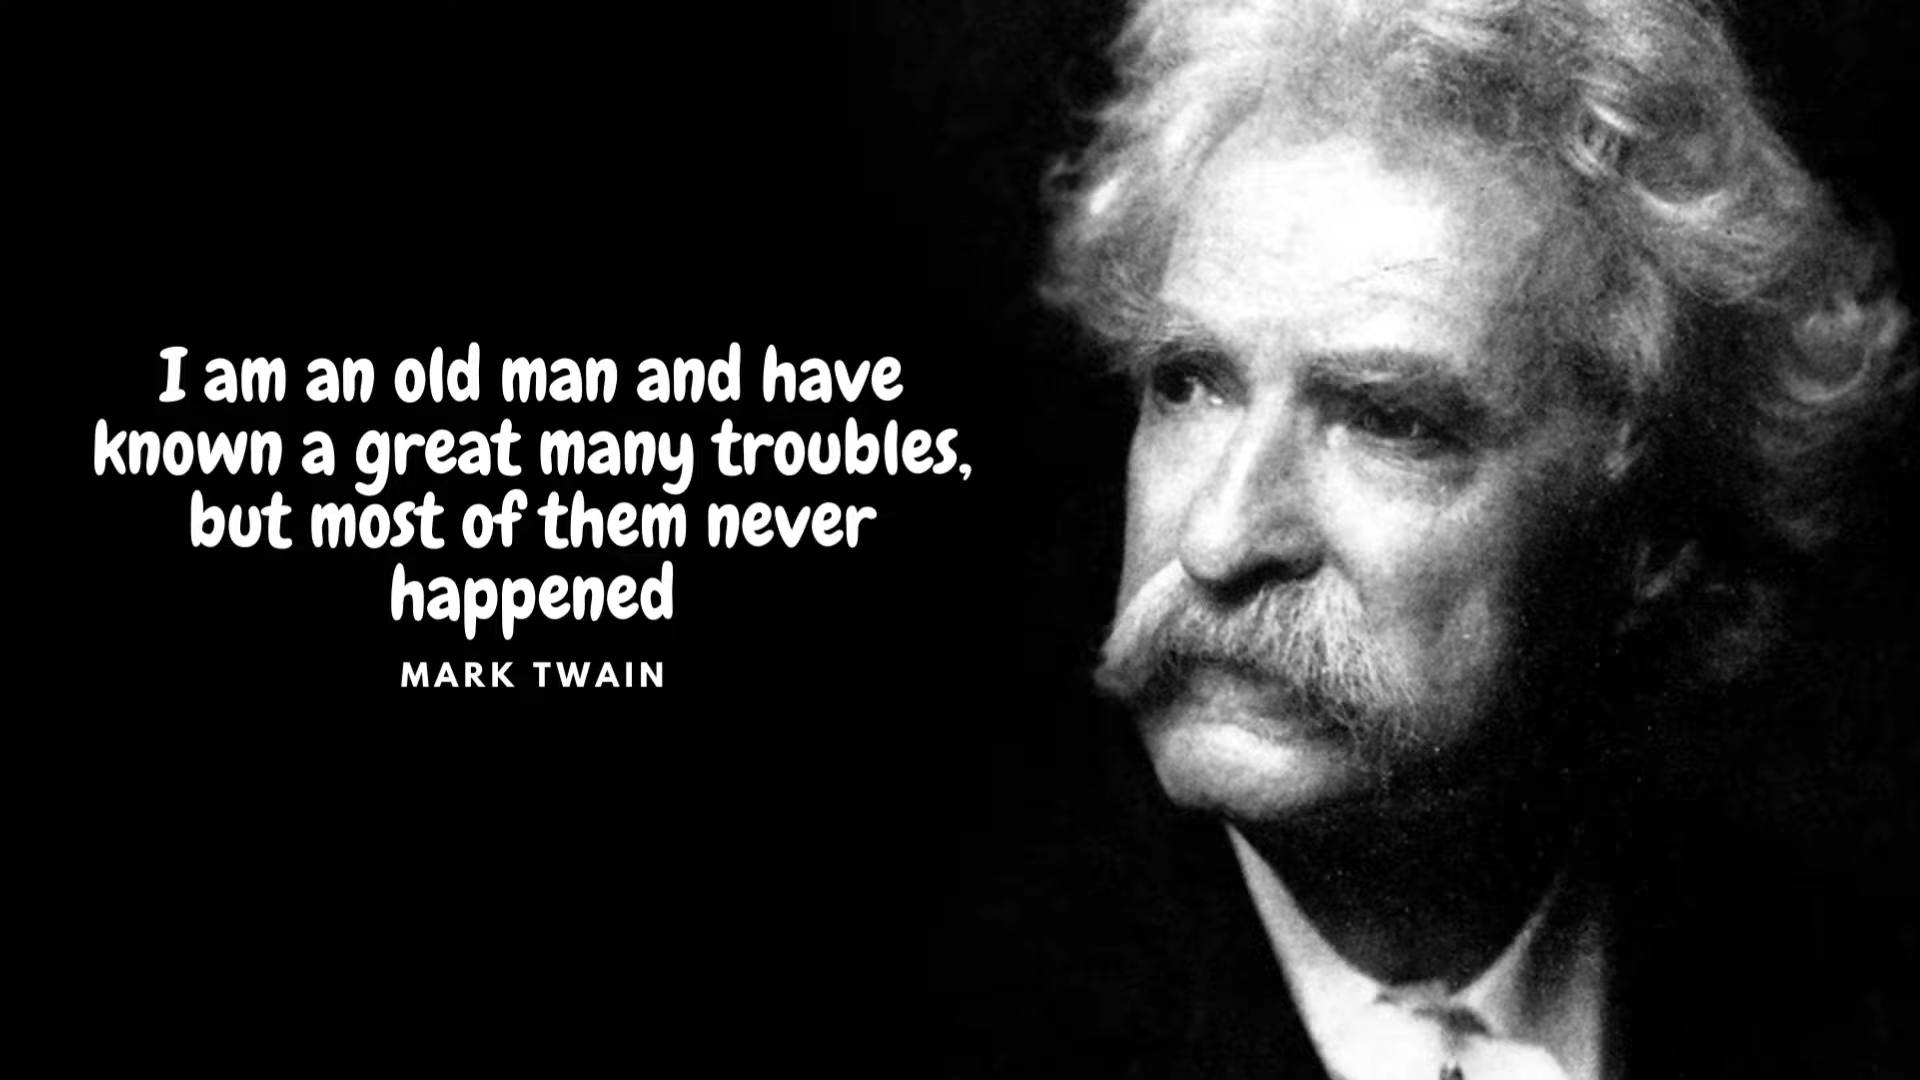 I am an old man and have
known a great many troubles,
but most of them never
happened
MARK TWAIN